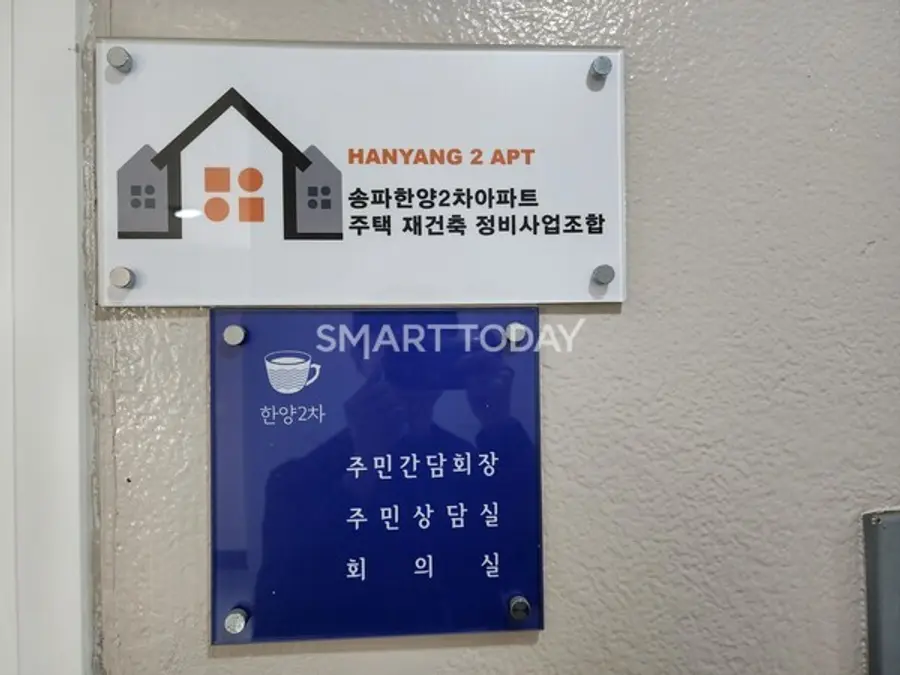 HANYANG 2 APT
송파한양2차아파트
주택 재건축 정비사업조합
SMARTTODAY
한양2차
주민간담회장
주민상담실
회의실